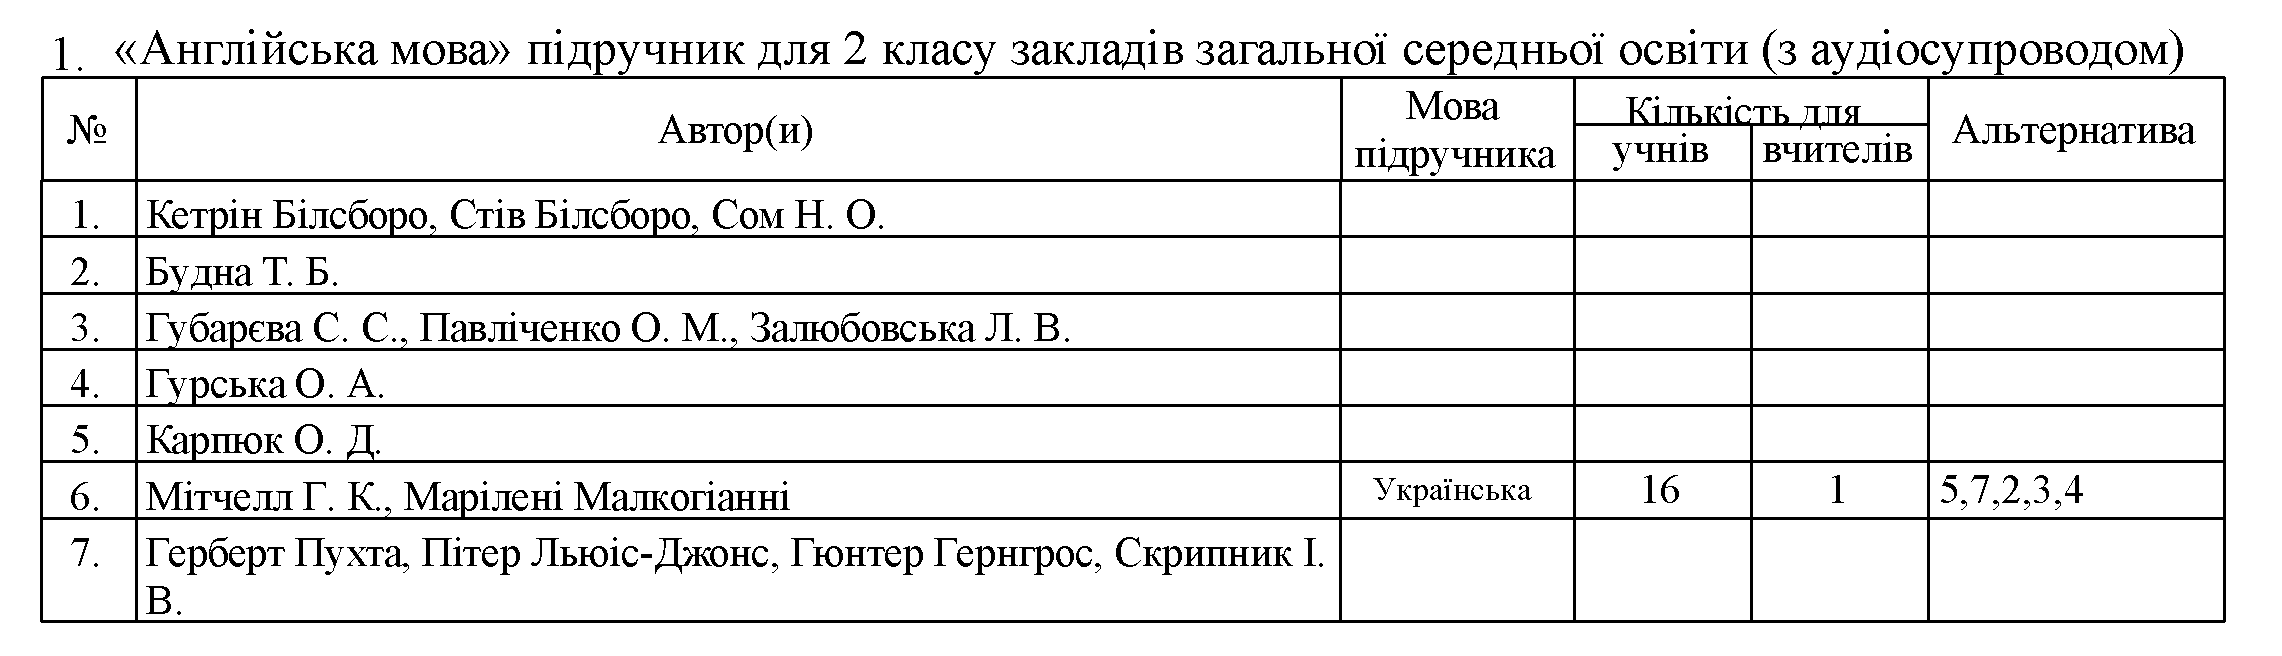 1. «Англійська мова» підручник для 2 класу закладів загальної середньої освіти (з аудіосупроводом)
№ Автор(и) Мова підручника Кількість для Альтернатива
учнів вчителів
1. Кетрін Білсборо, Стів Білсборо, Сом Н. О.
2. Будна Т. Б.
3. Губарєва С. С., Павліченко О. М., Залюбовська Л. В.
4. Гурська О. А.
5. Карпюк О. Д.
6. Мітчелл Г. К., Марілені Малкогіанні Українська 16 1 5,7,2,3,4
7. Герберт Пухта, Пітер Льюіс-Джонс, Гюнтер Гернгрос, Скрипник І.
В.